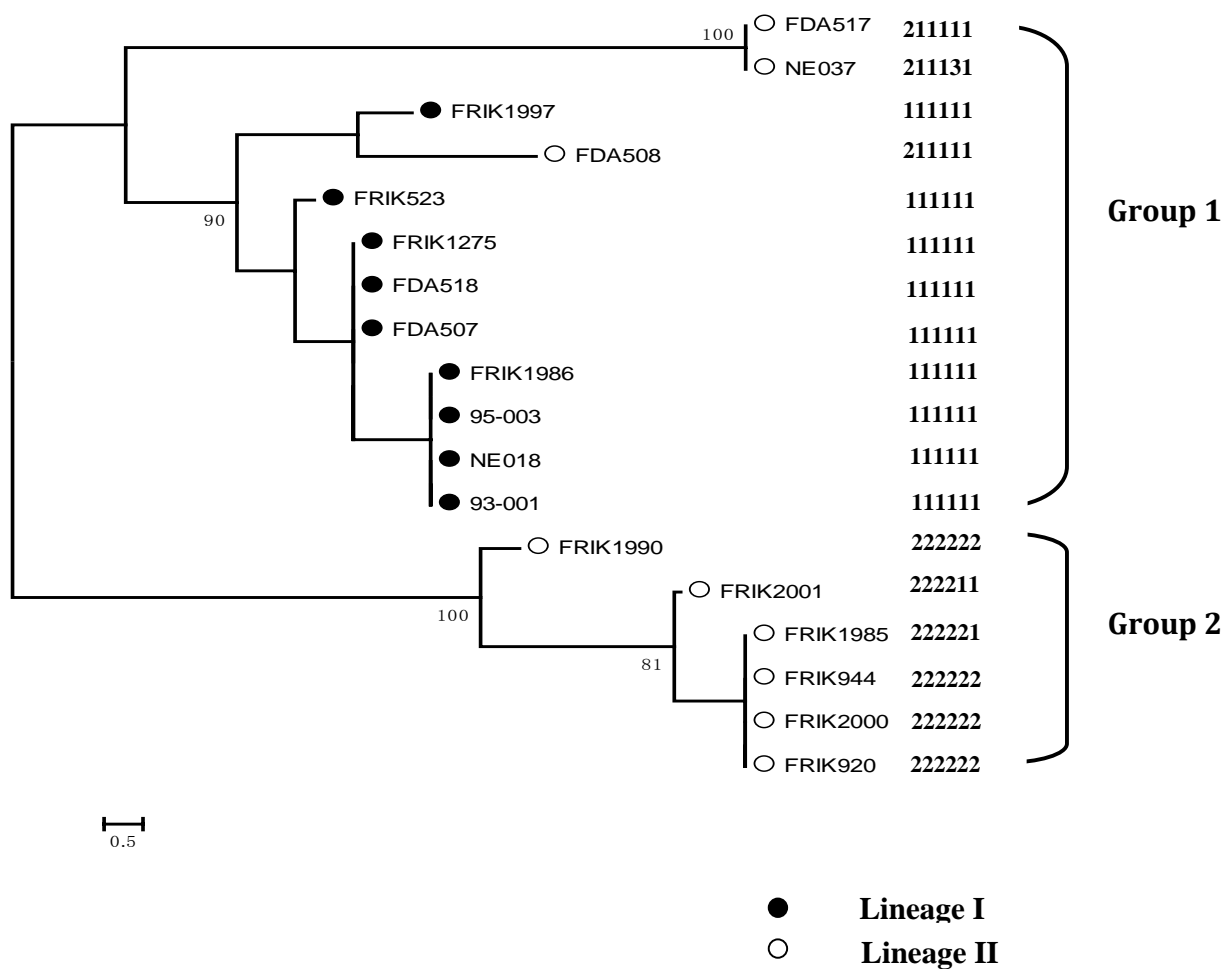 100
FDA517 211111
NE037 211131
FRIK1997 111111
FDA508 211111
FRIK523 111111
Group 1
90
FRIK1275 111111
FDA518 111111
FDA507 111111
FRIK1986 111111
95-003 111111
NE018 111111
93-001 111111
FRIK1990 222222
FRIK2001 222211
100
Group 2
FRIK1985 222221
81
FRIK944 222222
FRIK2000 222222
FRIK920 222222
0.5
Lineage I
Lineage II